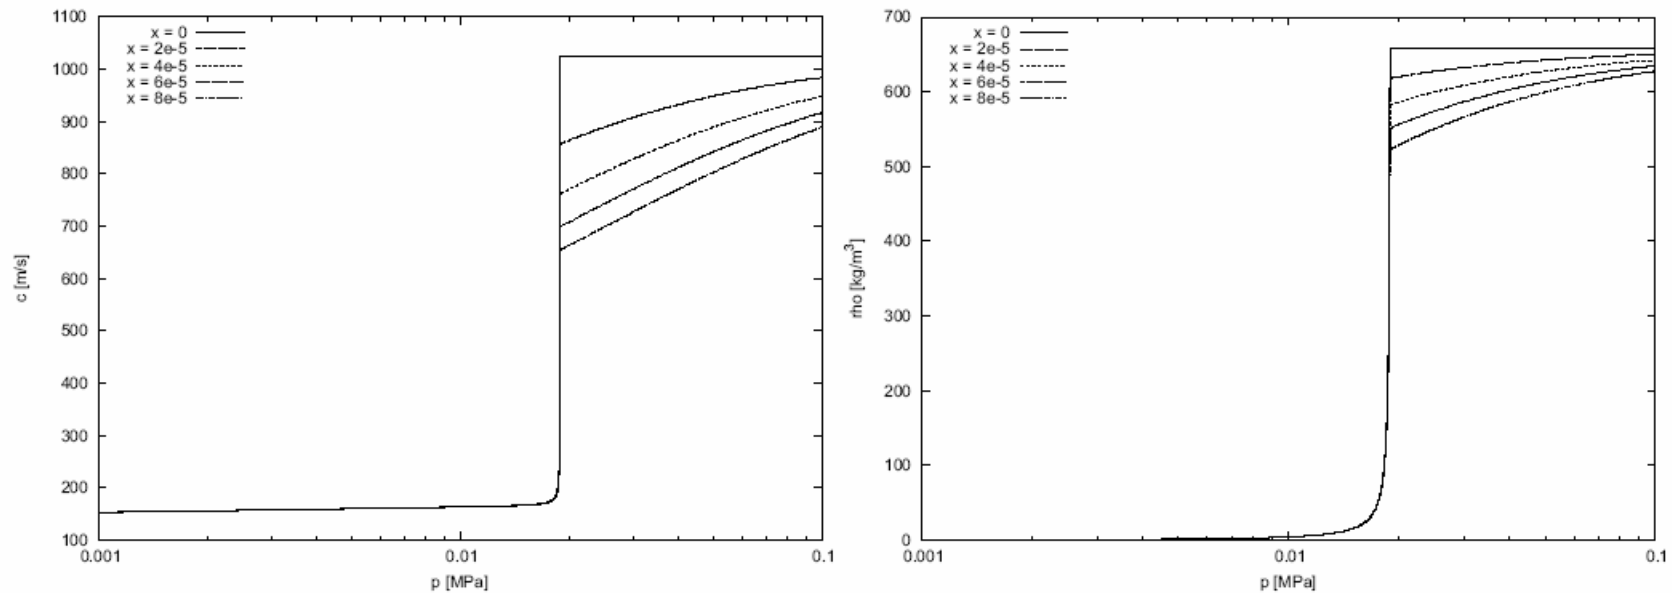 1100
1000
900
800
700
600
500
400
300
200
100
c [m/s]
x = 0
x = 2e-5
x = 4e-5
x = 6e-5
x = 8e-5
0.001
0.01
0.1
p [MPa]
700
600
500
400
300
200
100
0
rho [kg/m³]
x = 0
x = 2e-5
x = 4e-5
x = 6e-5
x = 8e-5
0.001
0.01
0.1
p [MPa]